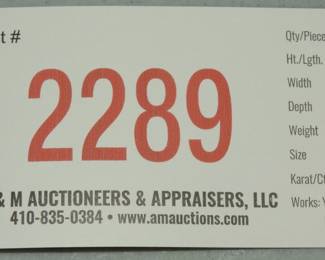 t #
2289
& M AUCTIONEERS & APPRAISERS, LLC
410-835-0384 • www.amauctions.com
Qty/Piece
Ht./Lgth.
Width
Depth
Weight
Size
Karat/Ct
Works: Y